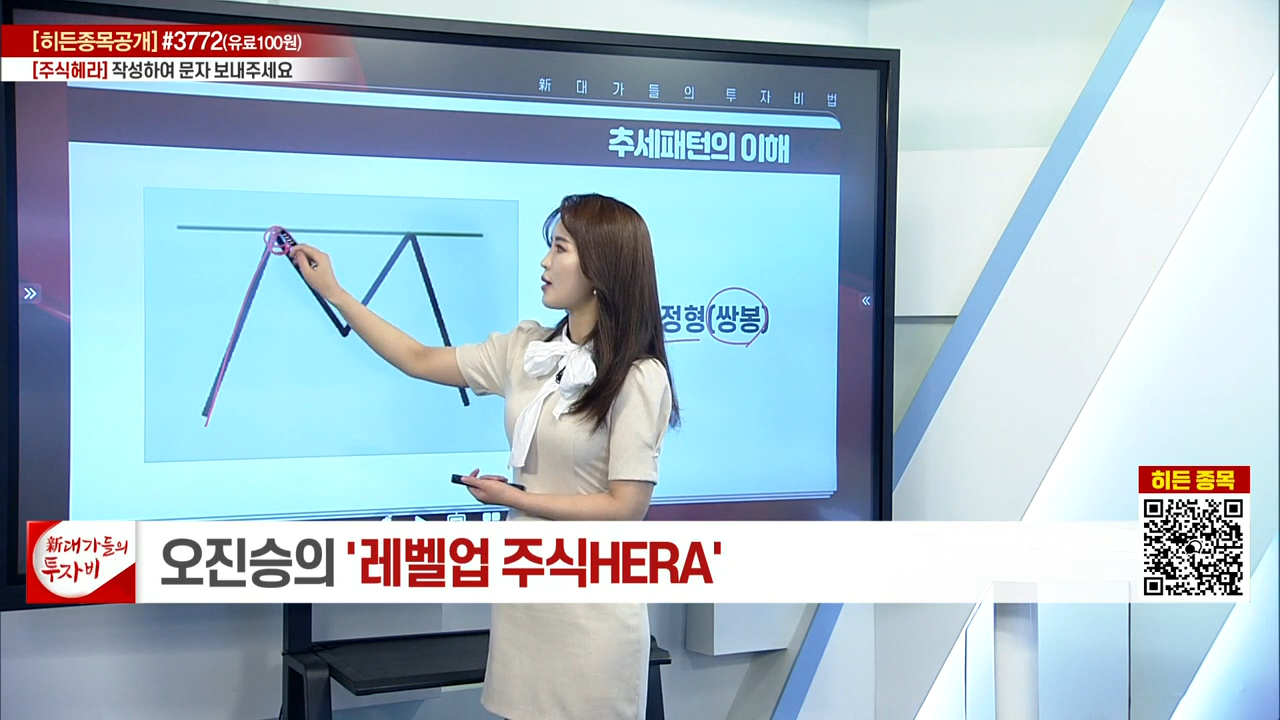 [히든종목공개] #3772(유료100원)
[주식헤라] 작성하여 문자 보내주세요
新 대 가 들 의 투 자 비 법
추세패턴의 이해
정형(쌍봉)
히든 종목
新대가들의
투자비
오진승의 '레벨업 주식HERA'